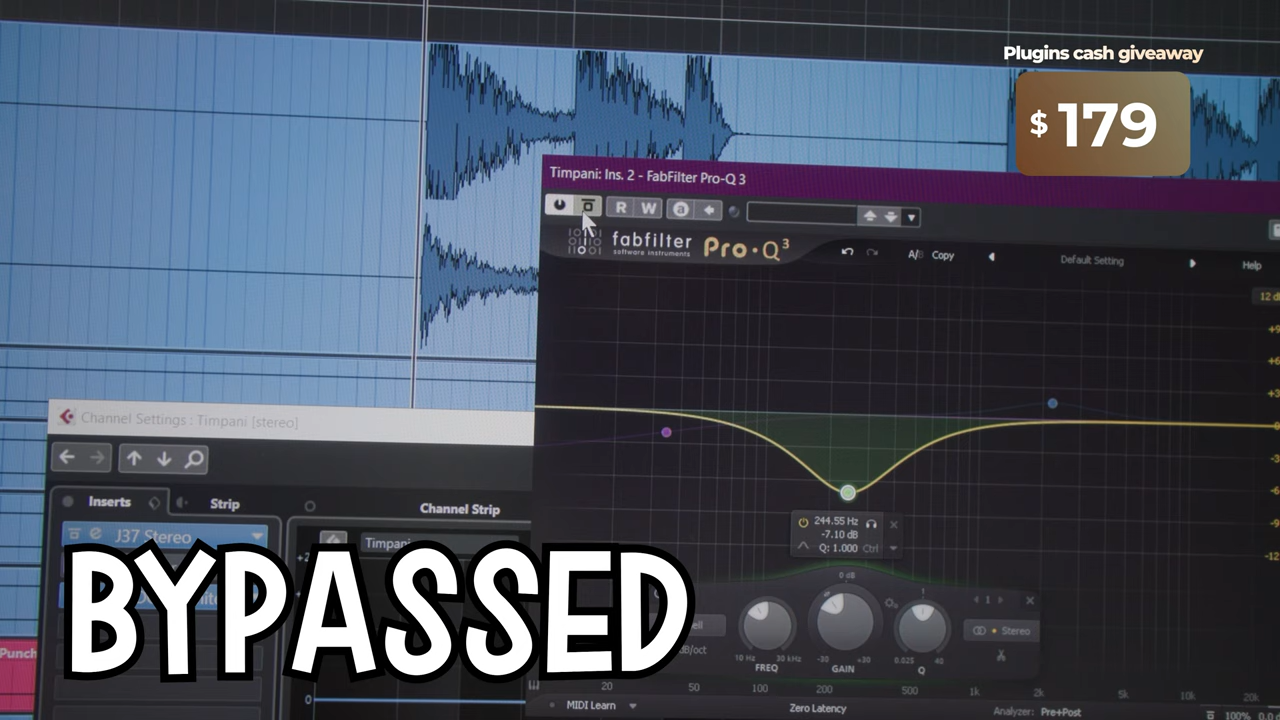 Plugins cash giveaway
$ 179
Timpani: Ins. 2 - FabFilter Pro-Q 3
R W a
fabfilter
software instruments
Pro·Q3
A/B Copy
Default Setting
Help
12 d
+9
+6
+3
0
-3
-6
-9
-12
Channel Settings : Timpani [stereo]
Inserts
Strip
Channel Strip
J37 Stereo
Timpani
244.55 Hz
-7.10 dB
Q: 1.000 Ctrl
BYPASSED
Punch
dB/oct
0 dB
1
Stereo
10 Hz 30 kHz
-30 +30
0.025 40
FREQ
GAIN
Q
20 50 100 200 500 1k 2k 5k 10k 20k
0
MIDI Learn
Zero Latency
Analyzer: Pre+Post
100%